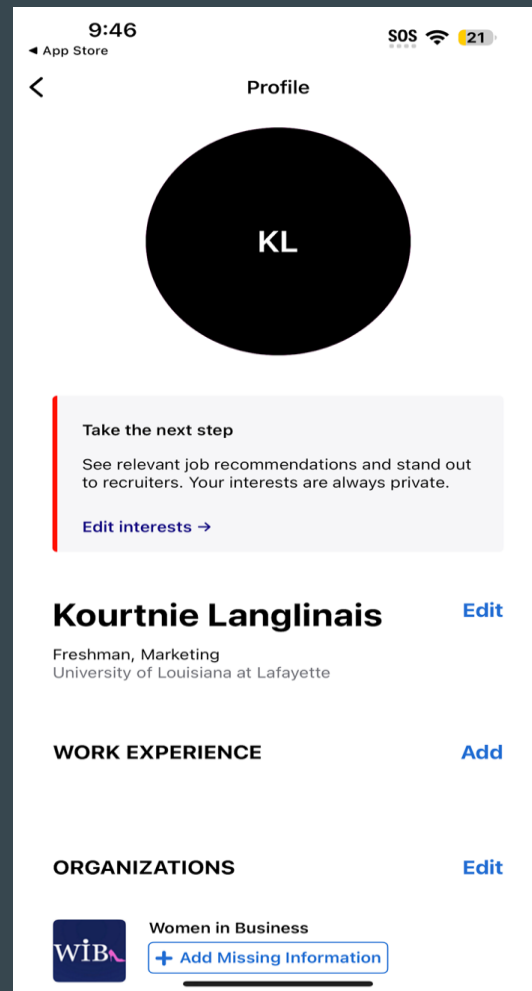 9:46
SOS
21
◄ App Store
Profile
KL
Take the next step
See relevant job recommendations and stand out
to recruiters. Your interests are always private.
Edit interests →
Kourtnie Langlinais
Edit
Freshman, Marketing
University of Louisiana at Lafayette
WORK EXPERIENCE
Add
ORGANIZATIONS
Edit
WİB
Women in Business
+ Add Missing Information